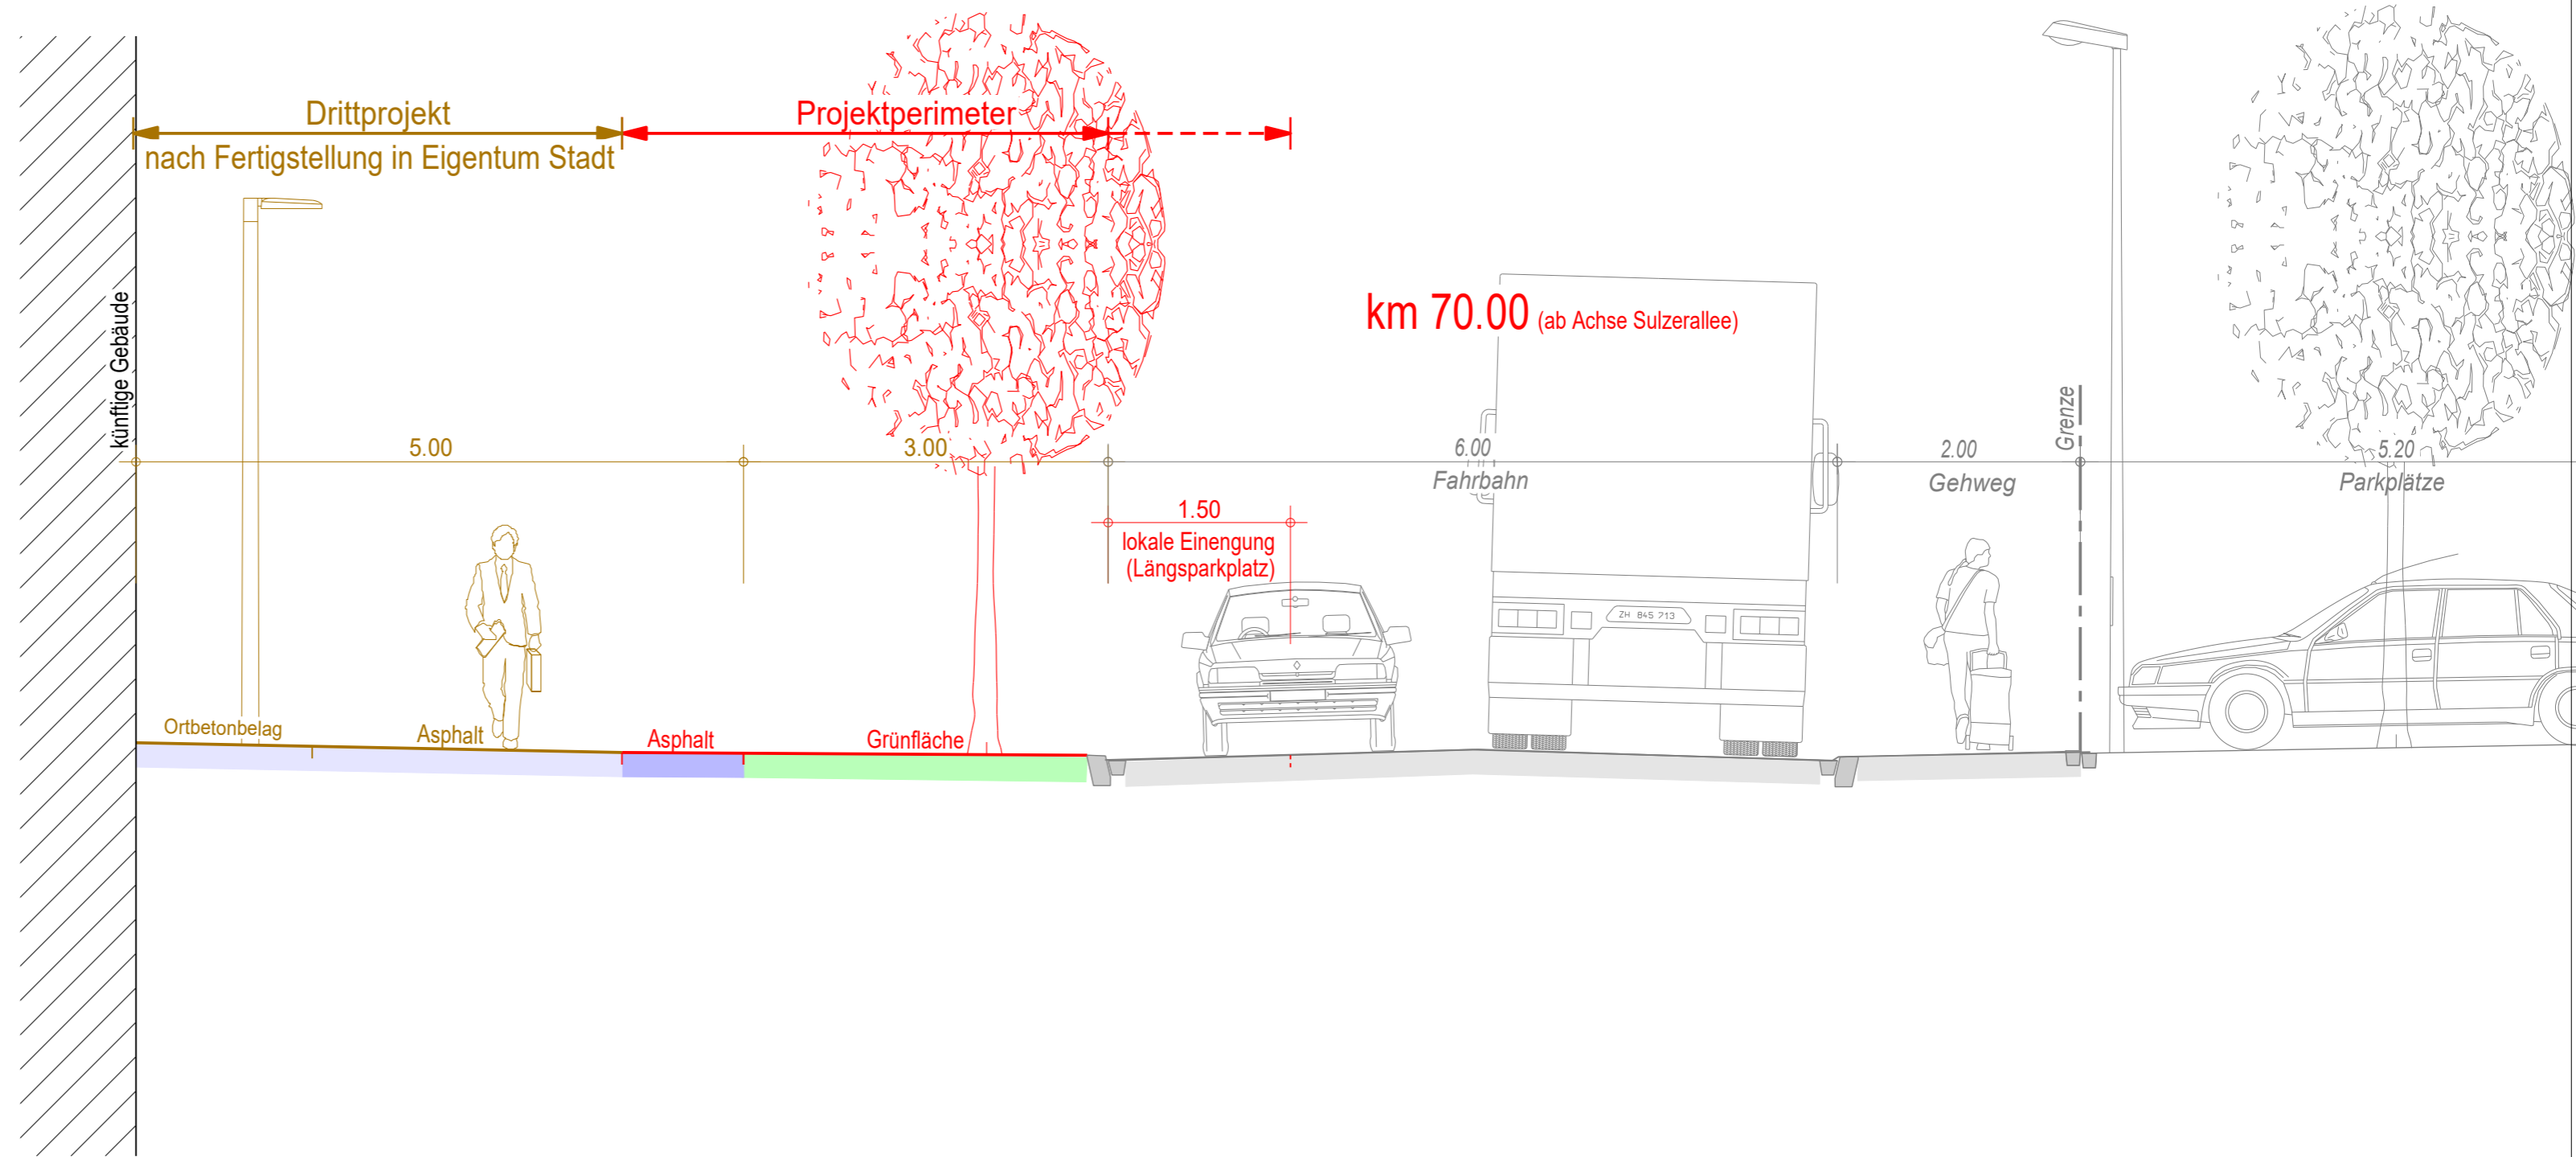 Drittprojekt
nach Fertigstellung in Eigentum Stadt
Projektperimeter
km 70.00 (ab Achse Sulzerallee)
künftige Gebäude
Grenze
5.00
3.00
6.00
Fahrbahn
2.00
Gehweg
5.20
Parkplätze
1.50
lokale Einengung
(Längsparkplatz)
ZH 845 713
Ortbetonbelag
Asphalt
Asphalt
Grünfläche